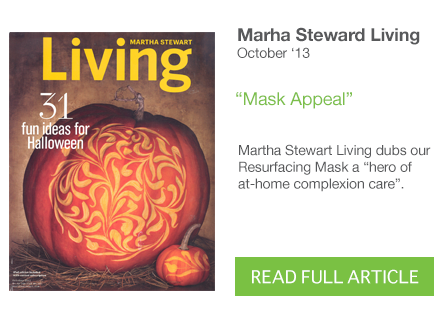 MARTHA STEWART
Living
31
fun ideas for
Halloween
Marha Steward Living
October ‘13
“Mask Appeal”
Martha Stewart Living dubs our
Resurfacing Mask a “hero of
at-home complexion care”.
READ FULL ARTICLE